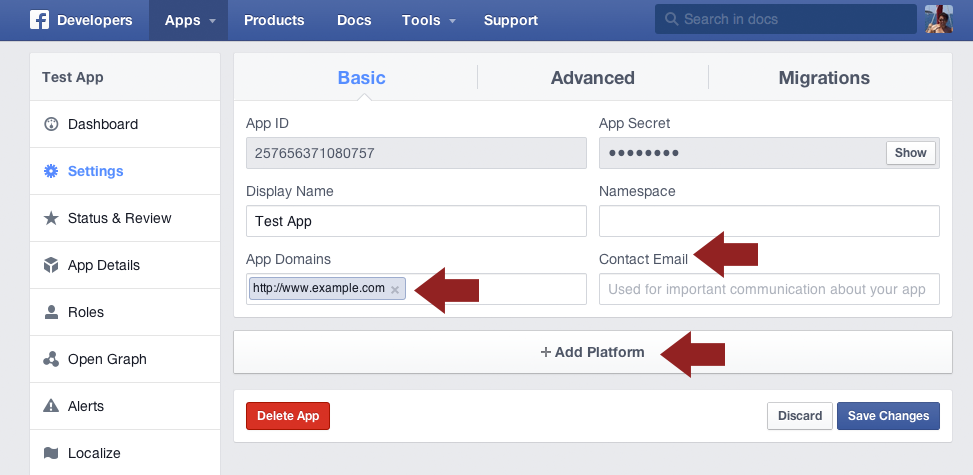 Developers Apps Products Docs Tools Support Search in docs
Test App
Dashboard
Settings
Status & Review
App Details
Roles
Open Graph
Alerts
Localize
Basic Advanced Migrations
App ID App Secret
257656371080757 •••••••• Show
Display Name Namespace
Test App
App Domains Contact Email
http://www.example.com × Used for important communication about your app
+ Add Platform
Delete App Discard Save Changes